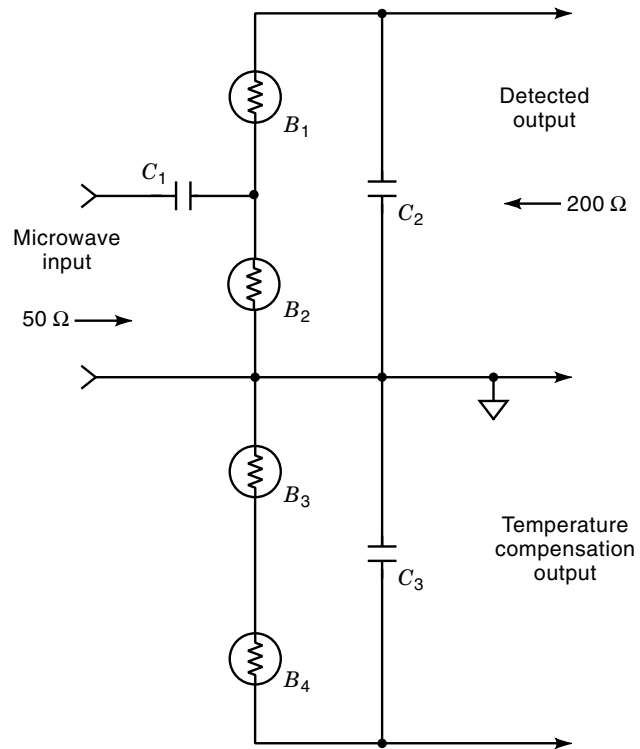 B1
Detected
output
C1
C2
200 Ω
Microwave
input
50 Ω
B2
B3
Temperature
compensation
output
C3
B4